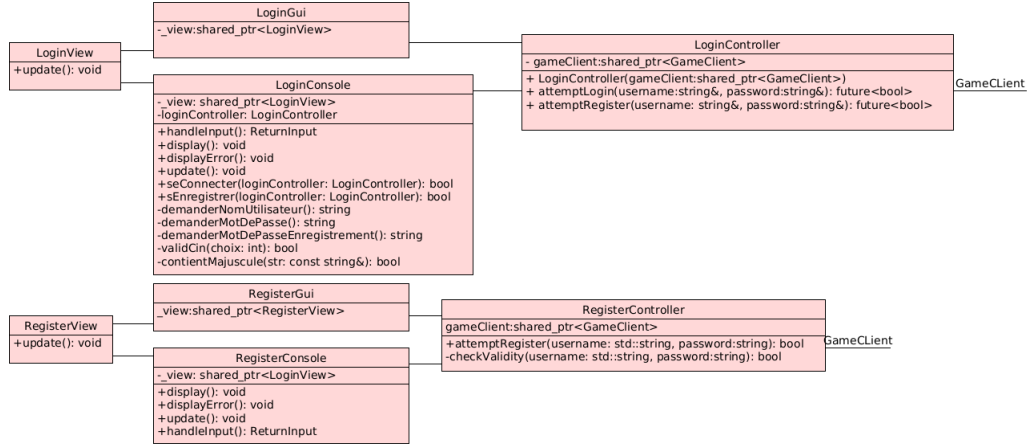 LoginGui
-_view:shared_ptr<LoginView>
LoginView
+update(): void
LoginConsole
-_view: shared_ptr<LoginView>
-loginController: LoginController
+handleInput(): ReturnInput
+display(): void
+displayError(): void
+update(): void
+seConnecter(loginController: LoginController): bool
+sEnregistrer(loginController: LoginController): bool
-demanderNomUtilisateur(): string
-demanderMotDePasse(): string
-demanderMotDePasseEnregistrement(): string
-validCin(choix: int): bool
-contientMajuscule(str: const string&): bool
LoginController
- gameClient:shared_ptr<GameClient>
+ LoginController(gameClient:shared_ptr<GameClient>)
+ attemptLogin(username:string&, password:string&): future<bool>
+ attemptRegister(username: string&, password:string&): future<bool>
GameCLient
RegisterGui
_view:shared_ptr<RegisterView>
RegisterView
+update(): void
RegisterConsole
-_view: shared_ptr<LoginView>
+display(): void
+displayError(): void
+update(): void
+handleInput(): ReturnInput
RegisterController
gameClient:shared_ptr<GameClient>
+attemptRegister(username: std::string, password:string): bool
-checkValidity(username: std::string, password:string): bool
GameCLient